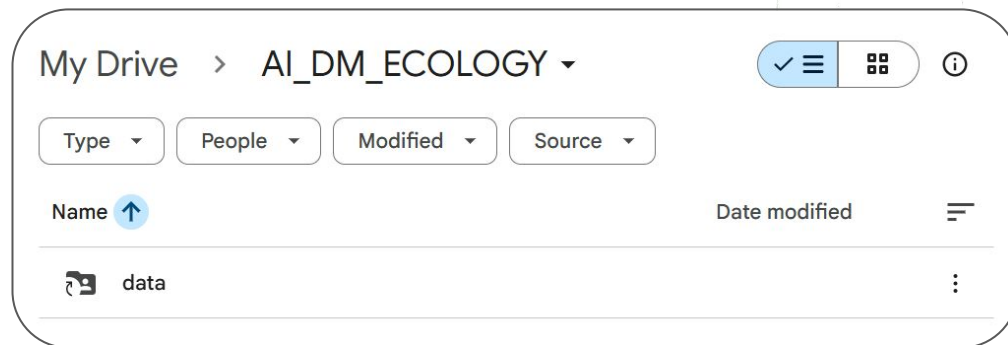 My Drive > AI_DM_ECOLOGY
Type People Modified Source
Name Date modified
data